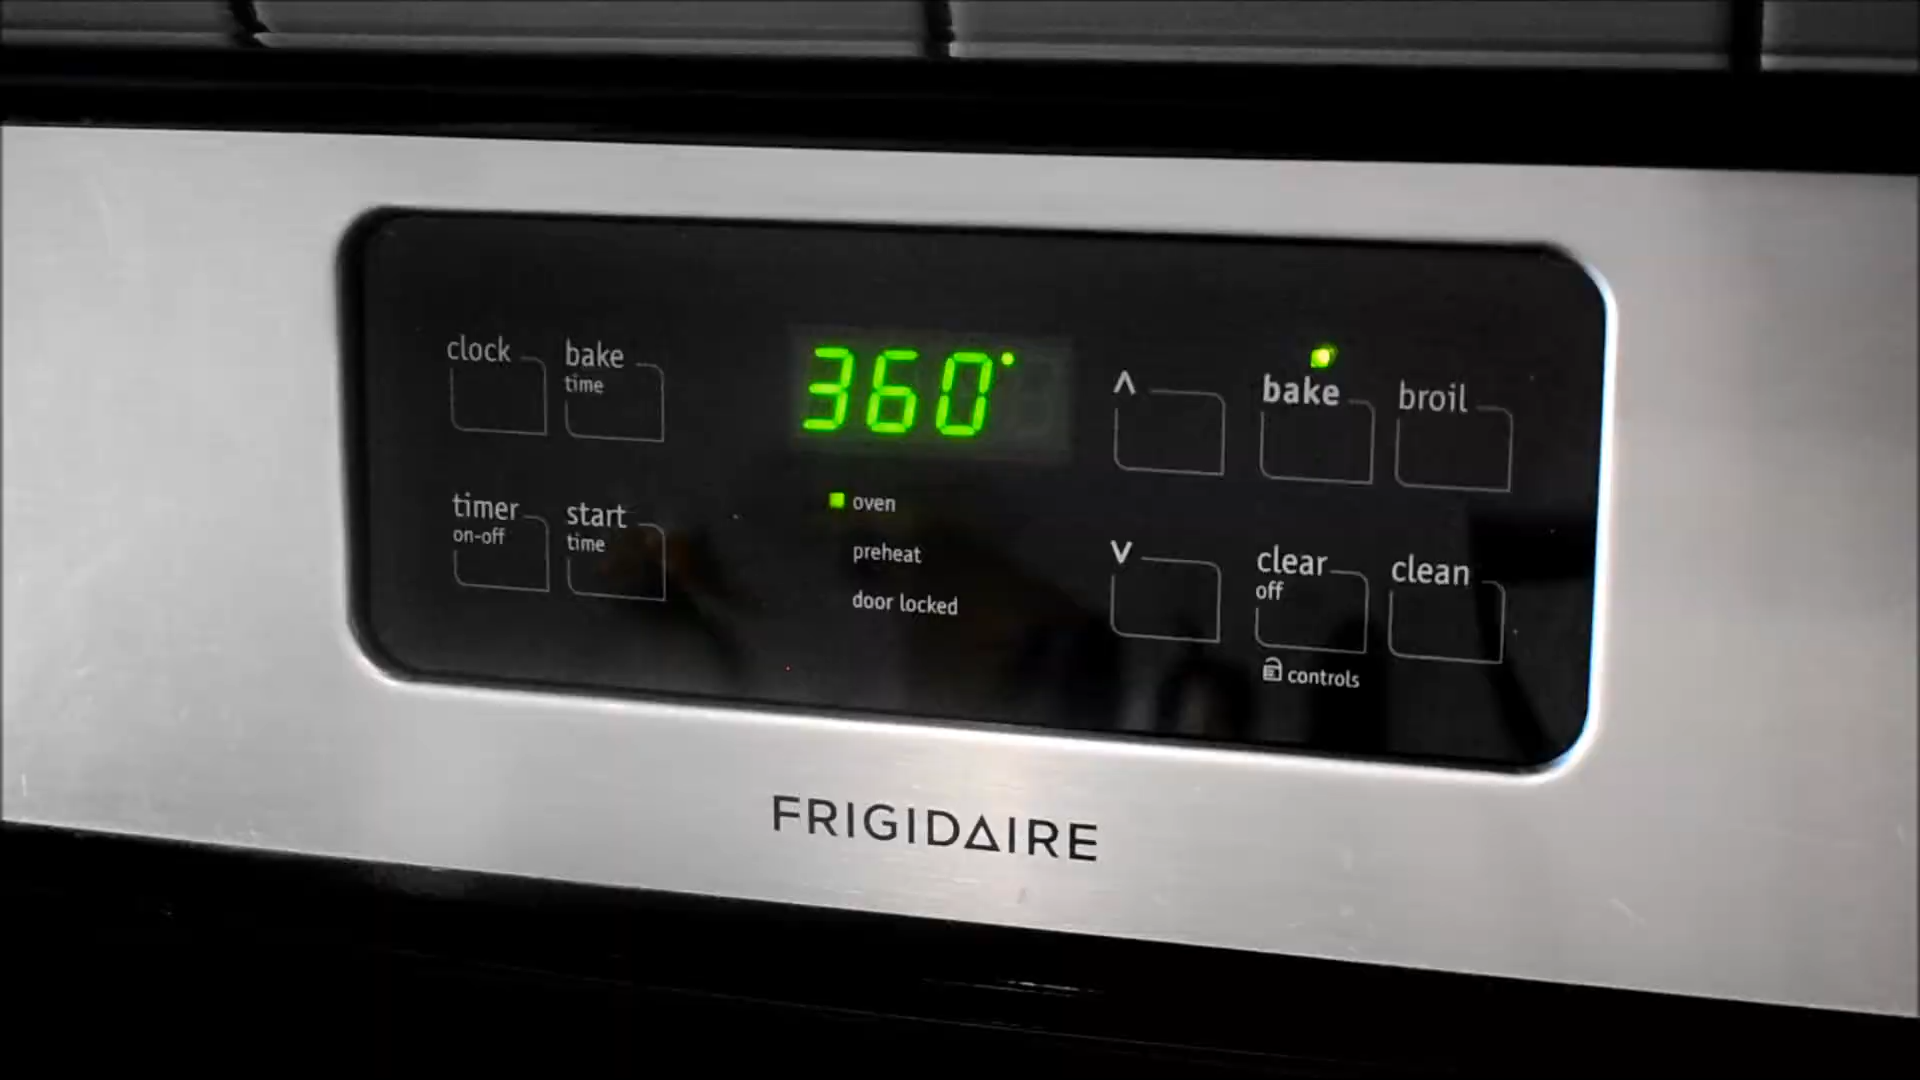 clock
bake
time
360°
^
bake
broil
timer
on-off
start
time
oven
preheat
door locked
v
clear
off
clean
controls
FRIGIDAIRE